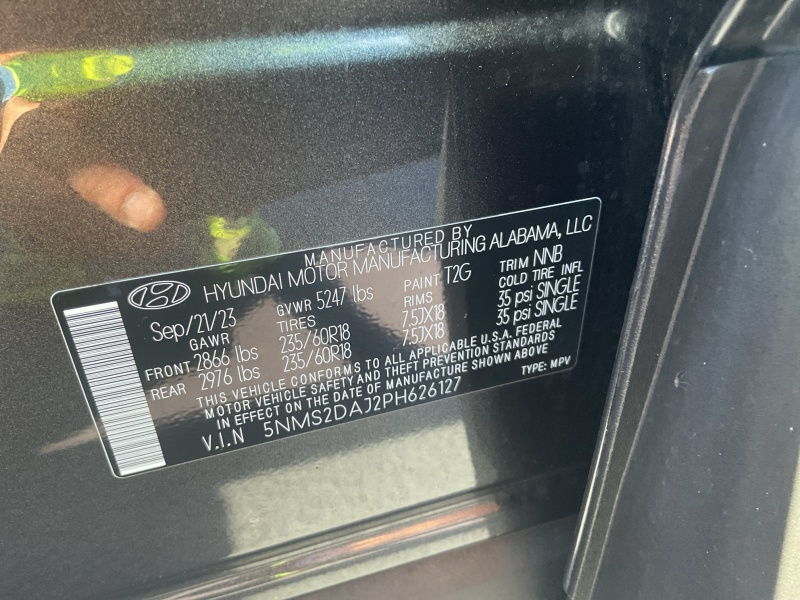 MANUFACTURED BY
HYUNDAI MOTOR MANUFACTURING ALABAMA, LLC
Sep/21/23 GVWR 5247 lbs PAINT T2G TRIM NNB
GAWR TIRES RIMS COLD TIRE INFL
FRONT 2866 lbs 235/60R18 7.5JX18 35 psi SINGLE
REAR 2976 lbs 235/60R18 7.5JX18 35 psi SINGLE
THIS VEHICLE CONFORMS TO ALL APPLICABLE U.S.A. FEDERAL
MOTOR VEHICLE SAFETY AND THEFT PREVENTION STANDARDS
IN EFFECT ON THE DATE OF MANUFACTURE SHOWN ABOVE
V.I.N 5NMS2DAJ2PH626127 TYPE: MPV